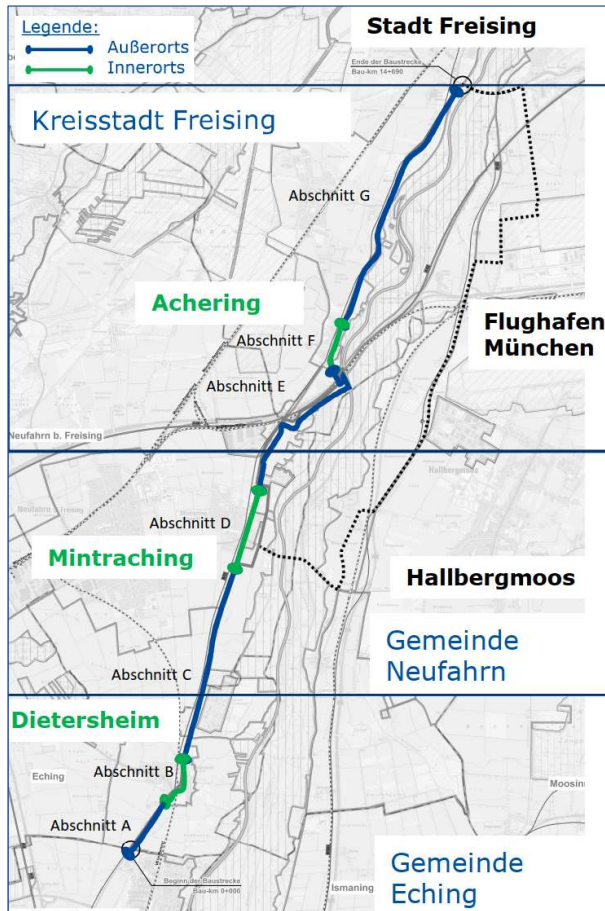 Legende:
Außerorts
Innerorts
Stadt Freising
Ende der Baustrecke
Bau-km 14+690
Kreisstadt Freising
Abschnitt G
Achering
Abschnitt F
Flughafen
München
Abschnitt E
Neufahrn b. Freising
Hallbergmoos
Abschnitt D
Mintraching
Hallbergmoos
Gemeinde
Neufahrn
Abschnitt C
Dietersheim
Eching
Abschnitt B
Abschnitt A
Beginn der Baustrecke
Bau-km 0+000
Gemeinde
Eching
Ismaning